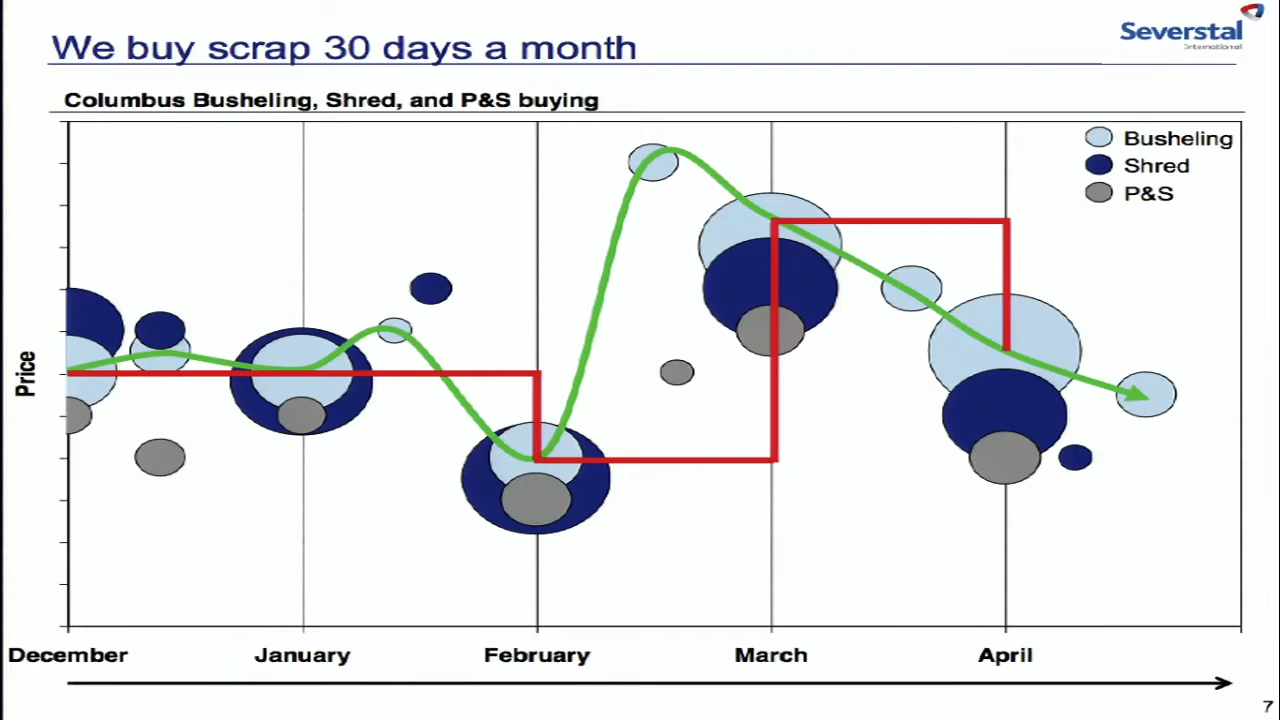 We buy scrap 30 days a month
Severstal
International
Columbus Busheling, Shred, and P&S buying
Busheling
Shred
P&S
Price
December January February March April
7